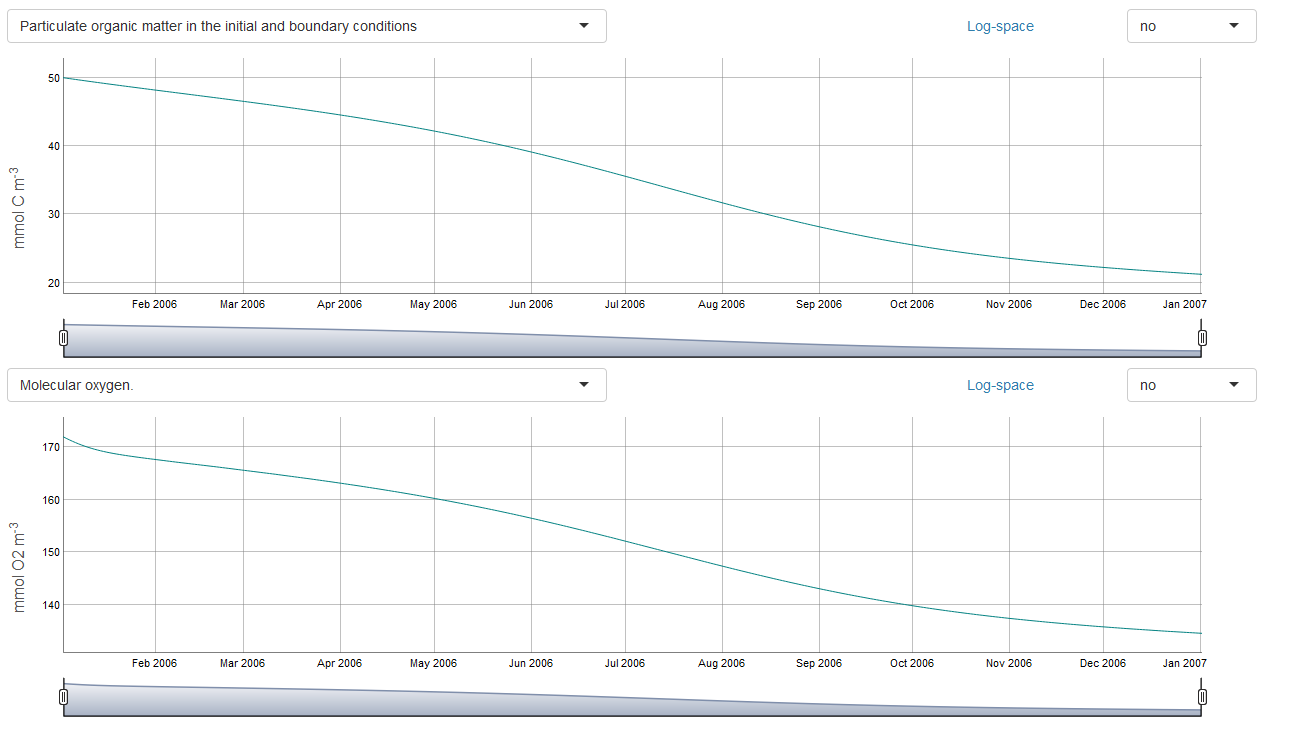 Particulate organic matter in the initial and boundary conditions Log-space no
50
40
30
20
mmol C m-3
Feb 2006 Mar 2006 Apr 2006 May 2006 Jun 2006 Jul 2006 Aug 2006 Sep 2006 Oct 2006 Nov 2006 Dec 2006 Jan 2007
Molecular oxygen. Log-space no
170
160
150
140
mmol O2 m-3
Feb 2006 Mar 2006 Apr 2006 May 2006 Jun 2006 Jul 2006 Aug 2006 Sep 2006 Oct 2006 Nov 2006 Dec 2006 Jan 2007